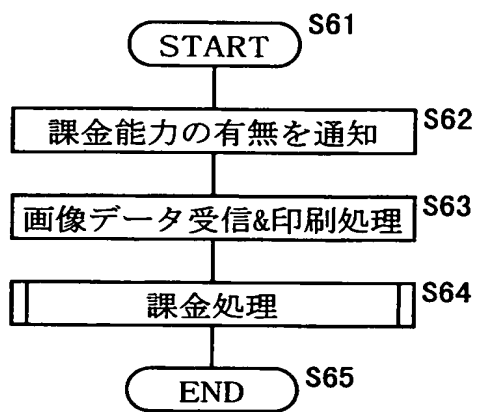 START S61
課金能力の有無を通知 S62
画像データ受信&印刷処理 S63
課金処理 S64
END S65